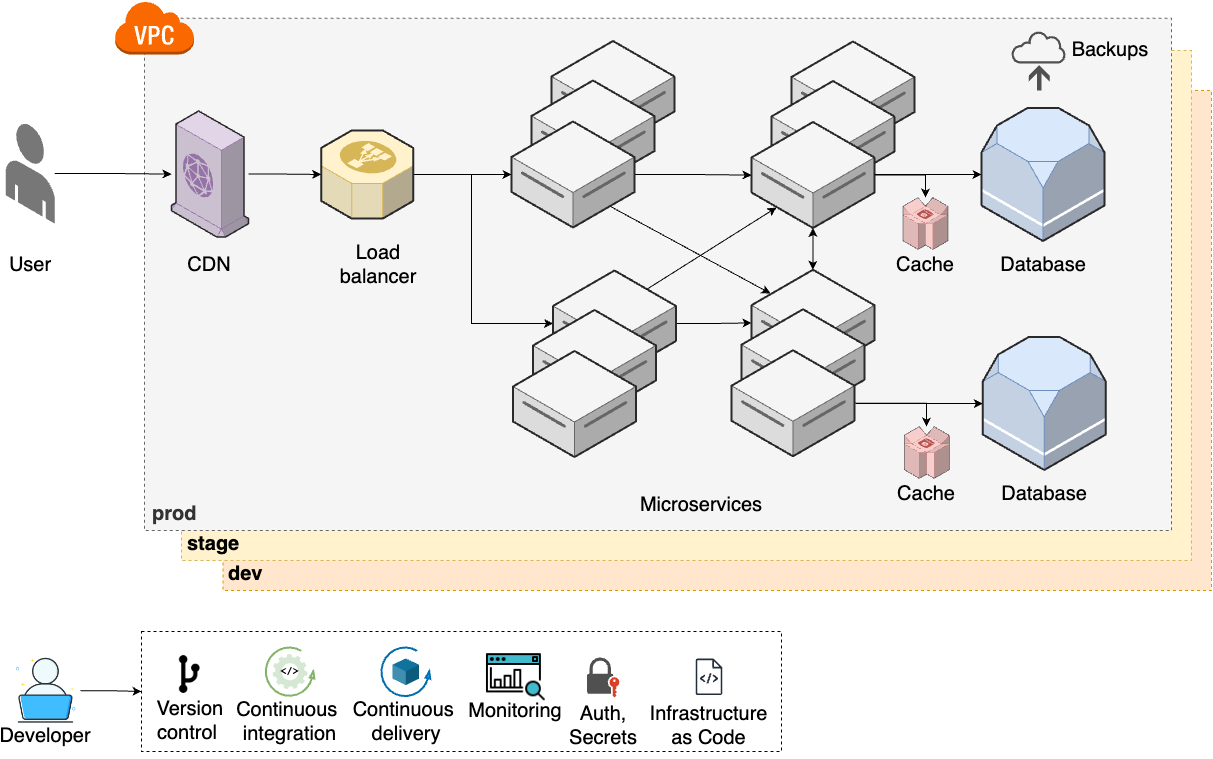 VPC
Backups
User
CDN
Load
balancer
Cache
Database
Cache
Database
Microservices
prod
stage
dev
Developer
Version
control
Continuous
integration
Continuous
delivery
Monitoring
Auth,
Secrets
Infrastructure
as Code